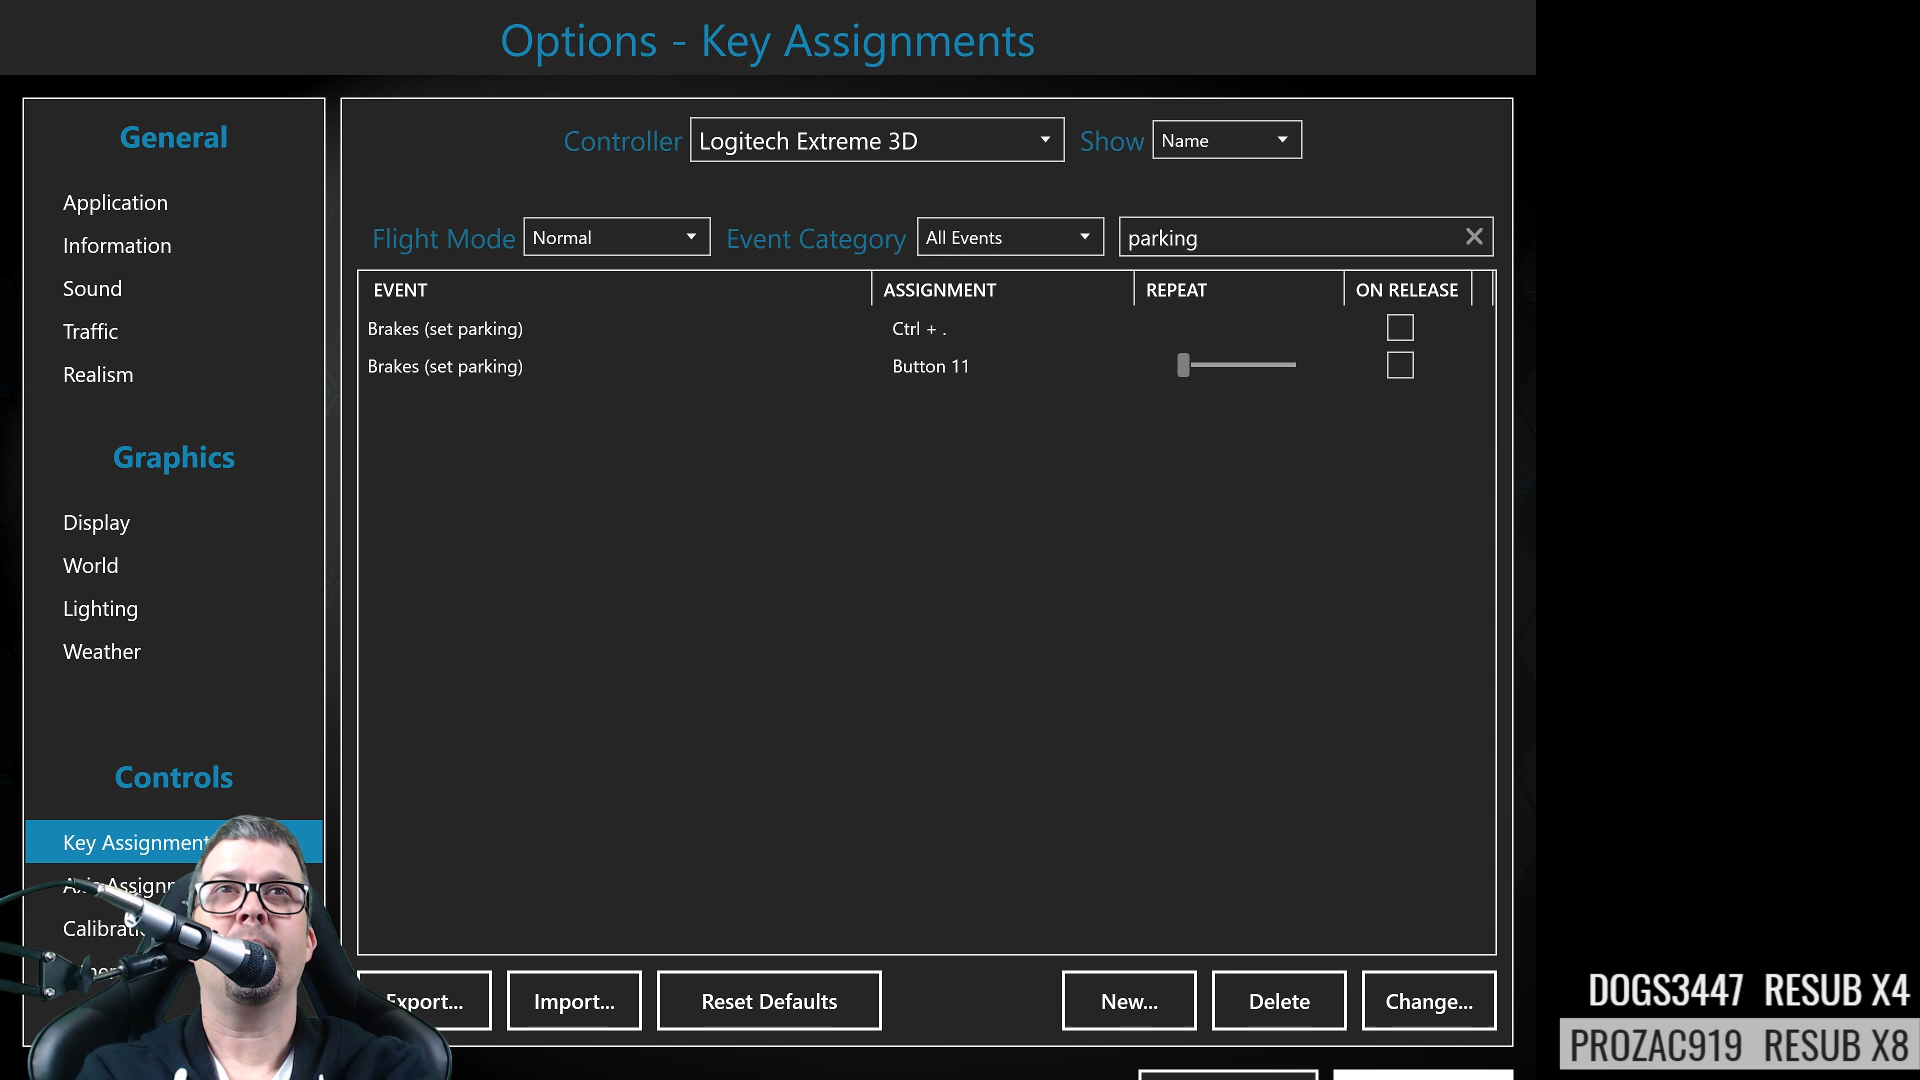 Options - Key Assignments
General
Application
Information
Sound
Traffic
Realism
Graphics
Display
World
Lighting
Weather
Controls
Key Assignment
Controller Logitech Extreme 3D Show Name
Flight Mode Normal Event Category All Events parking
EVENT ASSIGNMENT REPEAT ON RELEASE
Brakes (set parking) Ctrl + .
Brakes (set parking) Button 11
Export... Import... Reset Defaults New... Delete Change...
DOGS3447 RESUB X4
PROZAC919 RESUB X8